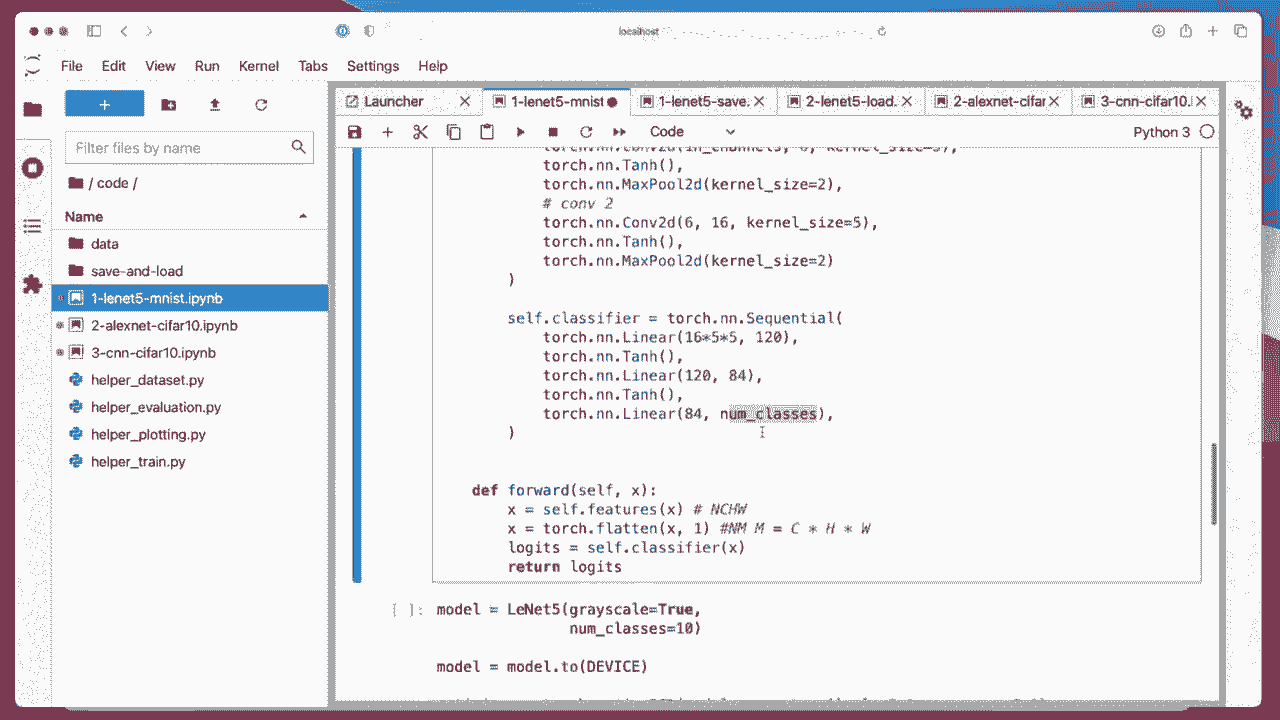 localhost
File Edit View Run Kernel Tabs Settings Help
Launcher
1-lenet5-mnist
1-lenet5-save.
2-lenet5-load.
2-alexnet-cifar
3-cnn-cifar10.
Filter files by name
Code
Python 3
/ code /
Name
data
save-and-load
1-lenet5-mnist.ipynb
2-alexnet-cifar10.ipynb
3-cnn-cifar10.ipynb
helper_dataset.py
helper_evaluation.py
helper_plotting.py
helper_train.py
torch.nn.Conv2d(in_channels, 6, kernel_size=5),
torch.nn.Tanh(),
torch.nn.MaxPool2d(kernel_size=2),
# conv 2
torch.nn.Conv2d(6, 16, kernel_size=5),
torch.nn.Tanh(),
torch.nn.MaxPool2d(kernel_size=2)
)
self.classifier = torch.nn.Sequential(
torch.nn.Linear(16*5*5, 120),
torch.nn.Tanh(),
torch.nn.Linear(120, 84),
torch.nn.Tanh(),
torch.nn.Linear(84, num_classes),
)
def forward(self, x):
x = self.features(x) # NCHW
x = torch.flatten(x, 1) #NM M = C * H * W
logits = self.classifier(x)
return logits
[ ]: model = LeNet5(grayscale=True,
num_classes=10)
model = model.to(DEVICE)